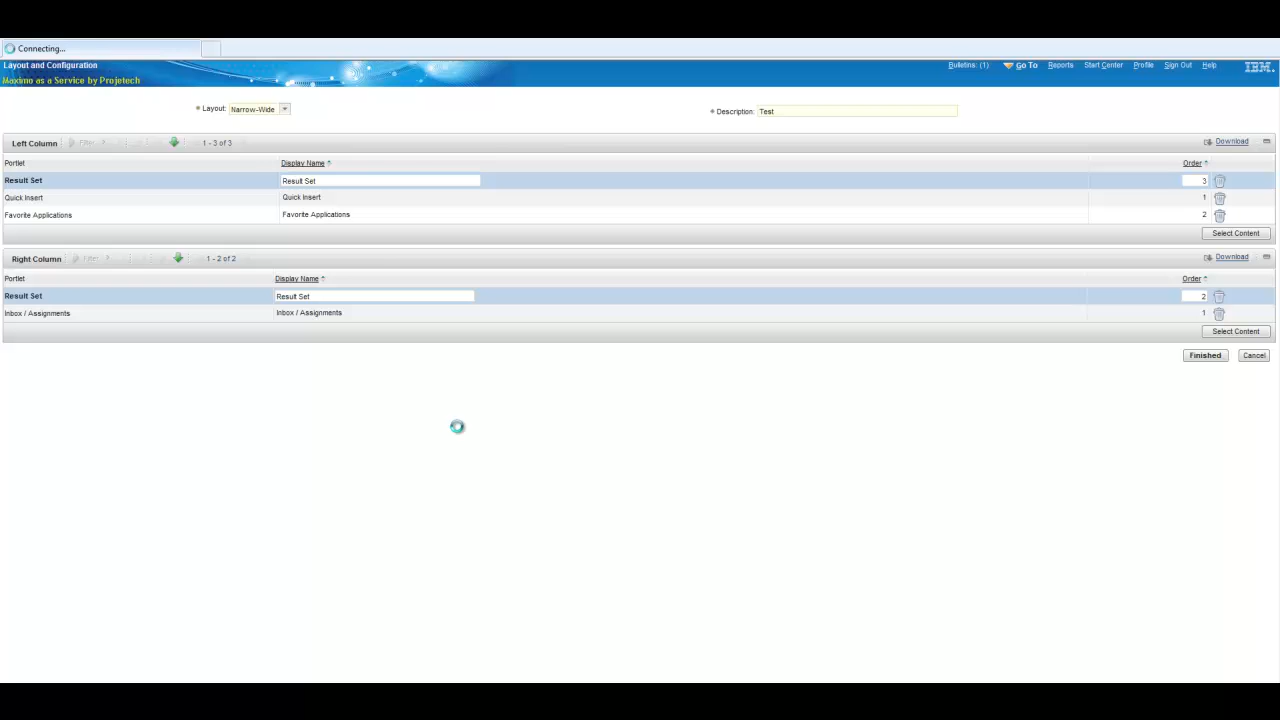 Connecting...
Layout and Configuration
Bulletins: (1) Go To Reports Start Center Profile Sign Out Help IBM.
Maximo as a Service by Projetech
* Layout: Narrow-Wide * Description: Test
Left Column Filter 1 - 3 of 3 Download
Portlet Display Name Order
Result Set Result Set 3
Quick Insert Quick Insert 1
Favorite Applications Favorite Applications 2
Select Content
Right Column Filter 1 - 2 of 2 Download
Portlet Display Name Order
Result Set Result Set 2
Inbox / Assignments Inbox / Assignments 1
Select Content
Finished Cancel